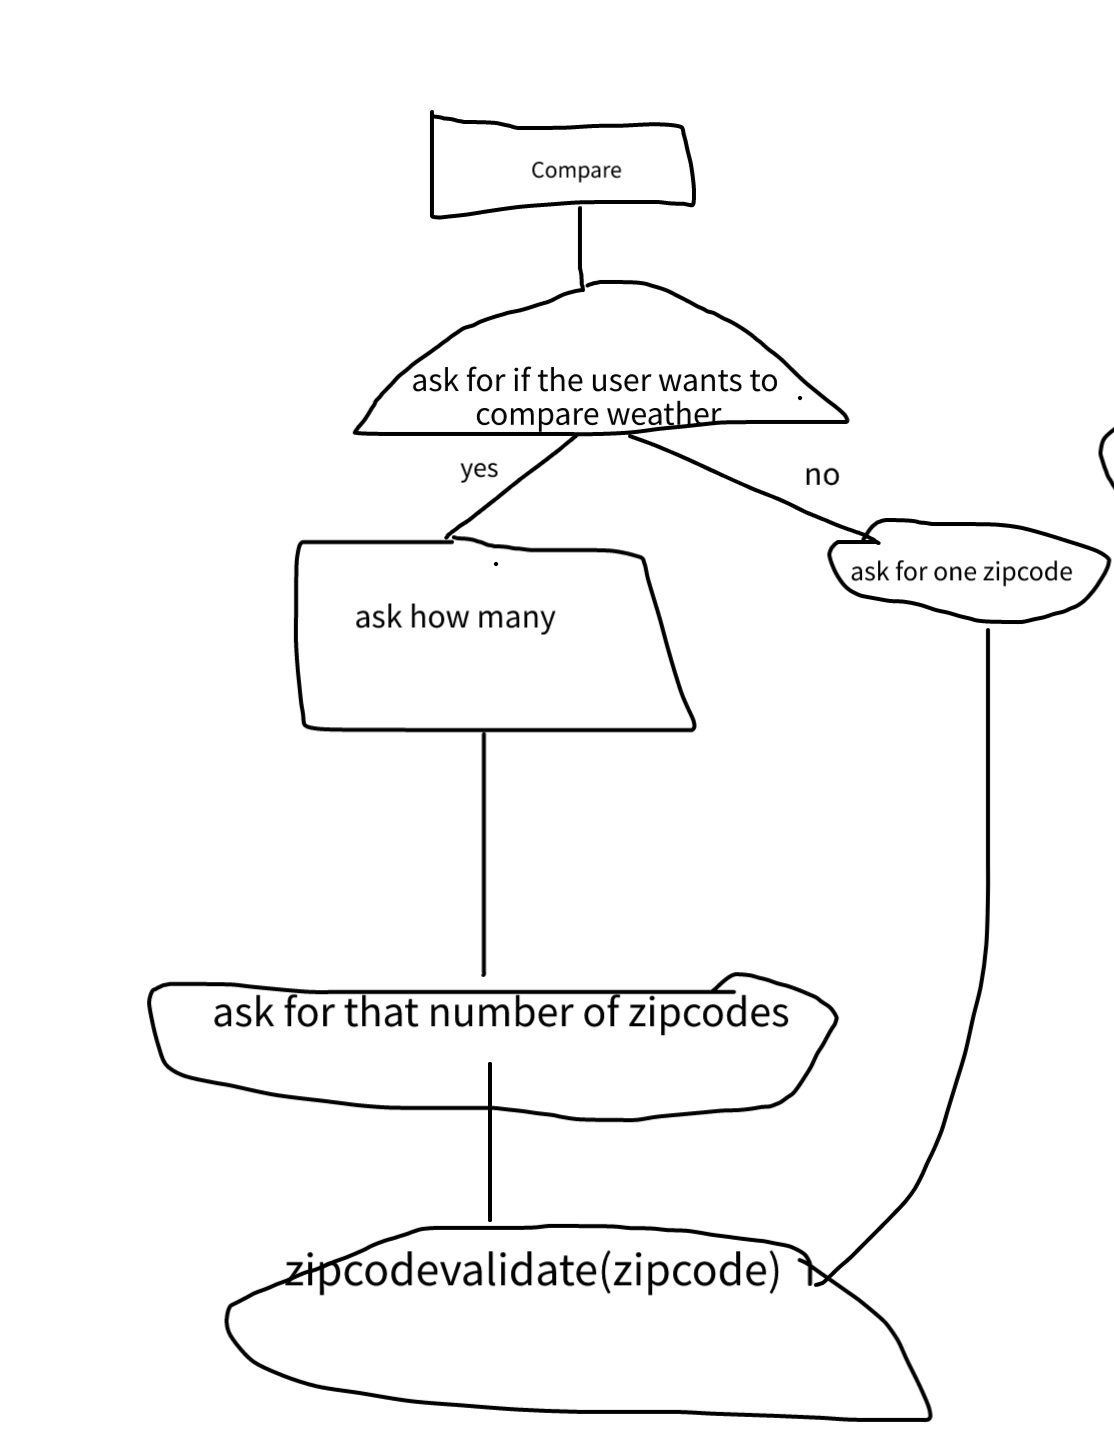 Compare
ask for if the user wants to
compare weather
yes
no
ask for one zipcode
ask how many
ask for that number of zipcodes
zipcodevalidate(zipcode)